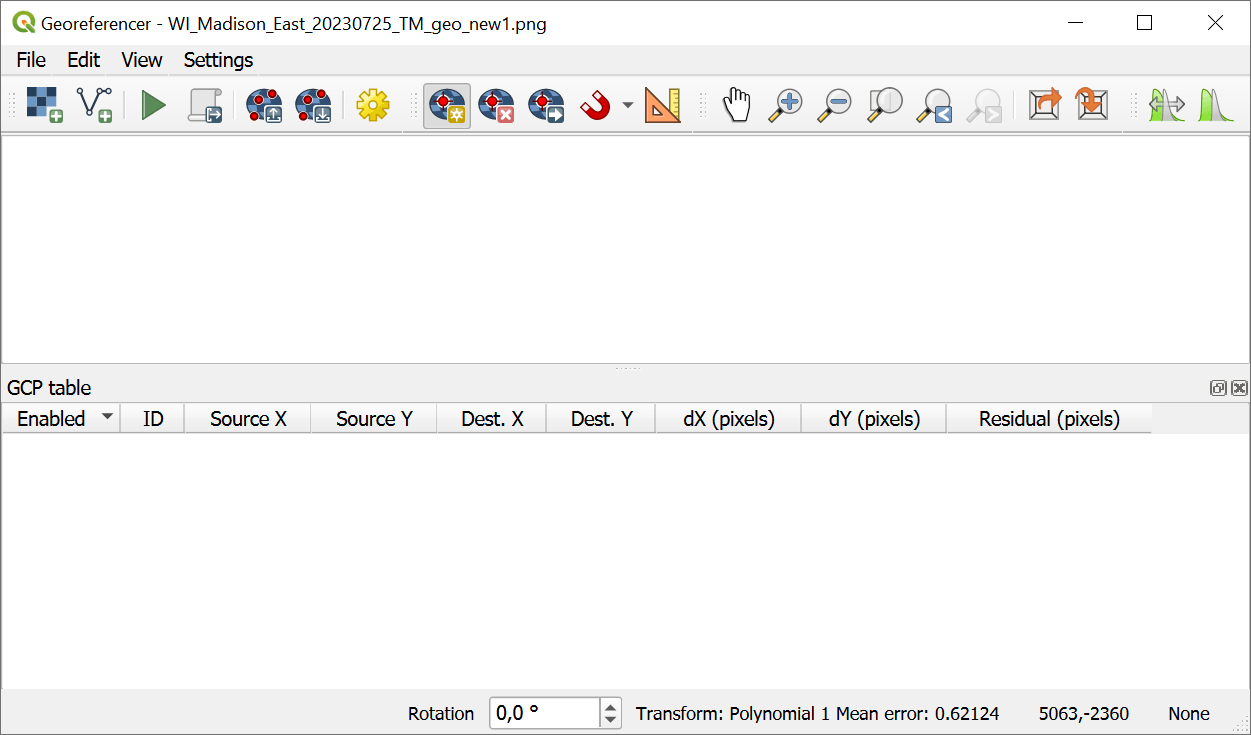 Georeferencer - WI_Madison_East_20230725_TM_geo_new1.png
File Edit View Settings
GCP table
Enabled ID Source X Source Y Dest. X Dest. Y dX (pixels) dY (pixels) Residual (pixels)
Rotation 0,0 ° Transform: Polynomial 1 Mean error: 0.62124 5063,-2360 None